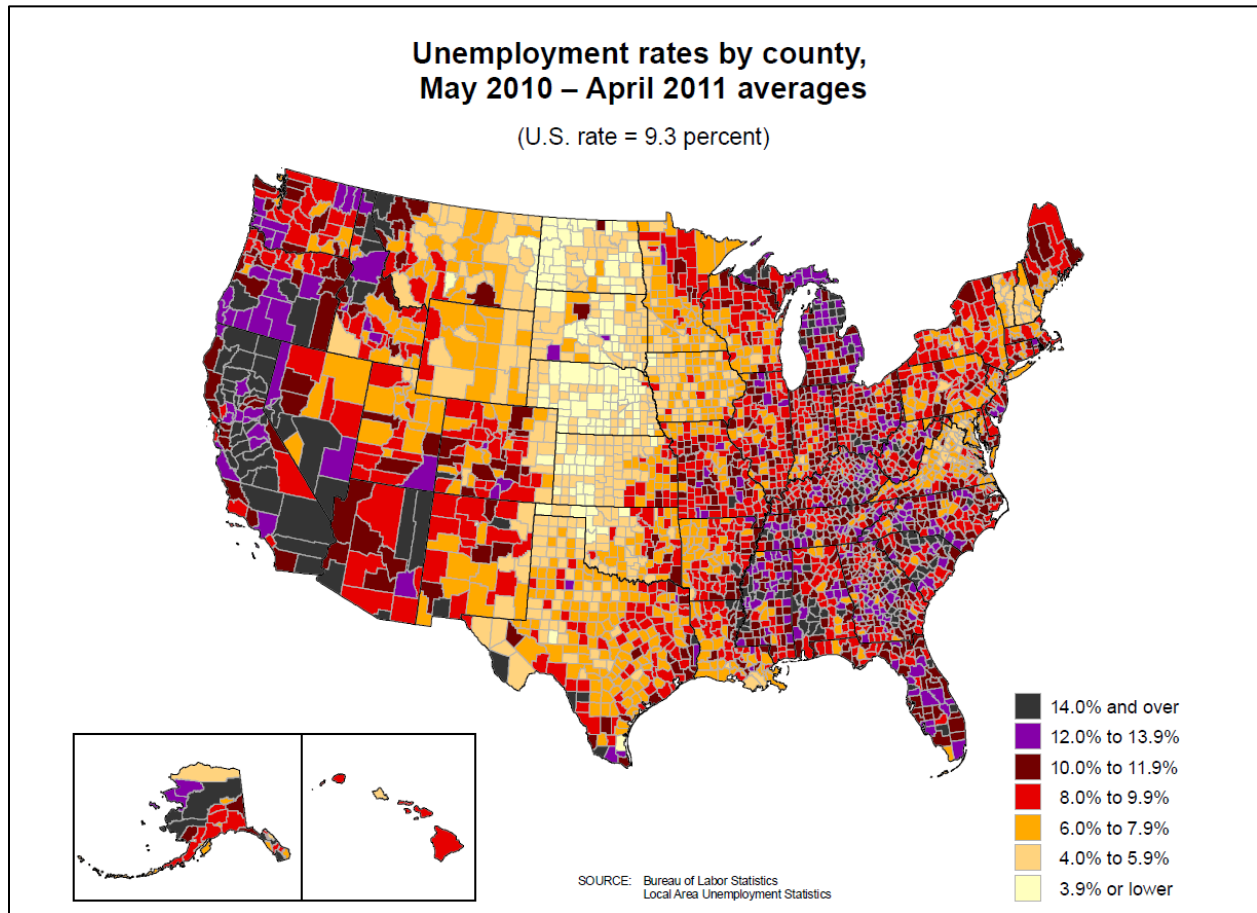 Unemployment rates by county,
May 2010 – April 2011 averages
(U.S. rate = 9.3 percent)
14.0% and over
12.0% to 13.9%
10.0% to 11.9%
8.0% to 9.9%
6.0% to 7.9%
4.0% to 5.9%
3.9% or lower
SOURCE: Bureau of Labor Statistics
Local Area Unemployment Statistics